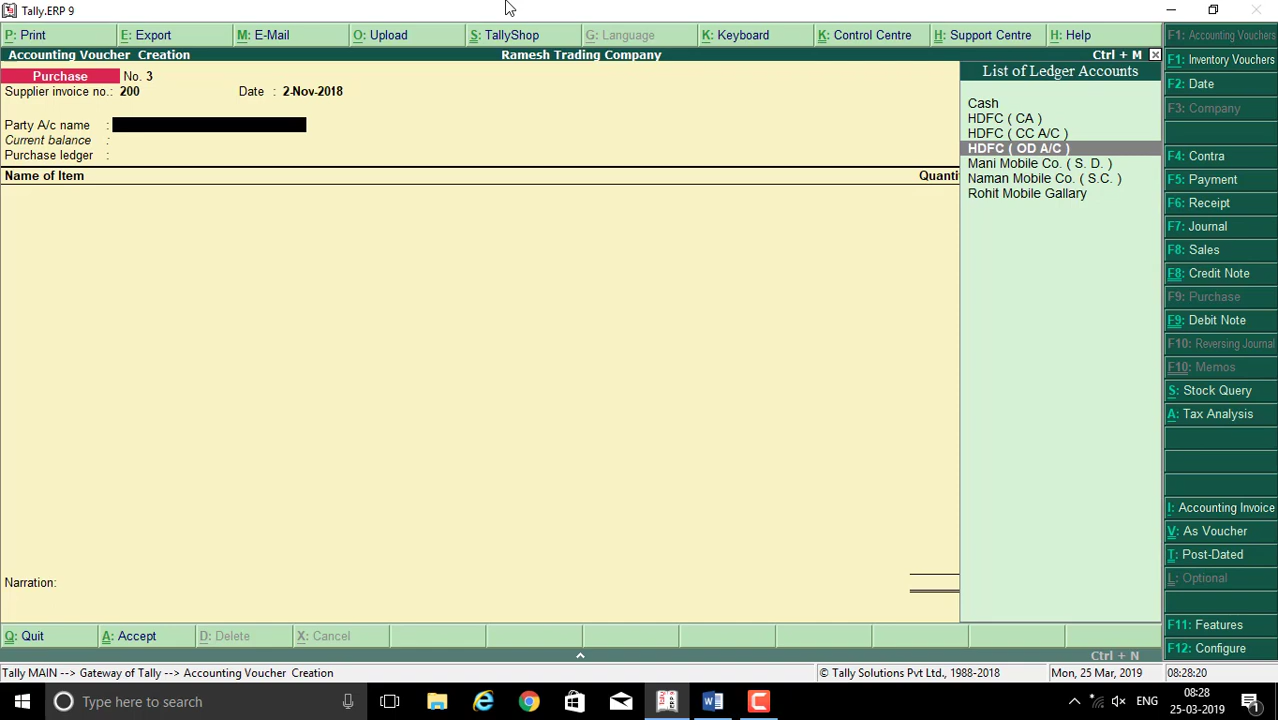 Tally.ERP 9
P: Print
E: Export
M: E-Mail
O: Upload
S: TallyShop
G: Language
K: Keyboard
K: Control Centre
H: Support Centre
H: Help
F1: Accounting Vouchers
Accounting Voucher Creation
Ramesh Trading Company
Ctrl + M
F1: Inventory Vouchers
Purchase No. 3
Supplier invoice no.: 200
Date : 2-Nov-2018
Party A/c name :
Current balance :
Purchase ledger :
Name of Item
Quanti
Narration:
List of Ledger Accounts
Cash
HDFC ( CA )
HDFC ( CC A/C )
HDFC ( OD A/C )
Mani Mobile Co. ( S. D. )
Naman Mobile Co. ( S.C. )
Rohit Mobile Gallary
F2: Date
F3: Company
F4: Contra
F5: Payment
F6: Receipt
F7: Journal
F8: Sales
F8: Credit Note
F9: Purchase
F9: Debit Note
F10: Reversing Journal
F10: Memos
S: Stock Query
A: Tax Analysis
I: Accounting Invoice
V: As Voucher
T: Post-Dated
L: Optional
F11: Features
F12: Configure
Q: Quit
A: Accept
D: Delete
X: Cancel
Ctrl + N
Tally MAIN --> Gateway of Tally --> Accounting Voucher Creation
© Tally Solutions Pvt Ltd., 1988-2018
Mon, 25 Mar, 2019
08:28:20
Type here to search
ENG
08:28
25-03-2019
1